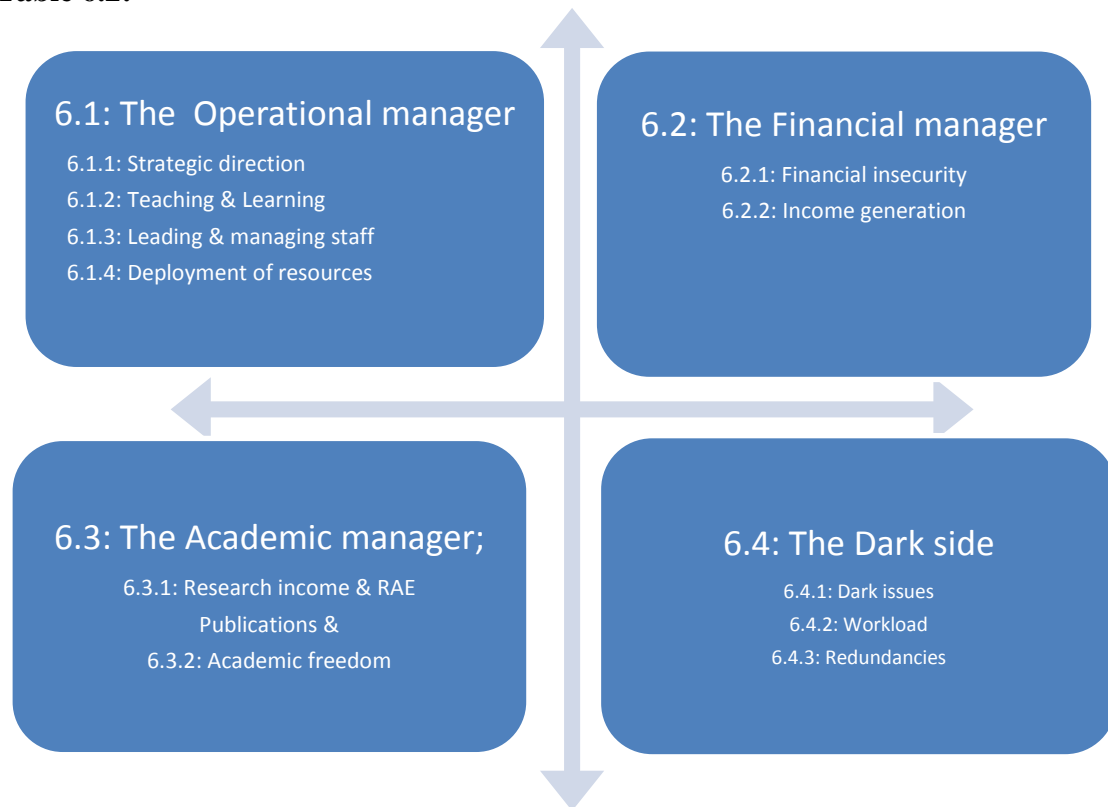 6.1: The Operational manager
6.1.1: Strategic direction
6.1.2: Teaching & Learning
6.1.3: Leading & managing staff
6.1.4: Deployment of resources
6.2: The Financial manager
6.2.1: Financial insecurity
6.2.2: Income generation
6.3: The Academic manager;
6.3.1: Research income & RAE
Publications &
6.3.2: Academic freedom
6.4: The Dark side
6.4.1: Dark issues
6.4.2: Workload
6.4.3: Redundancies